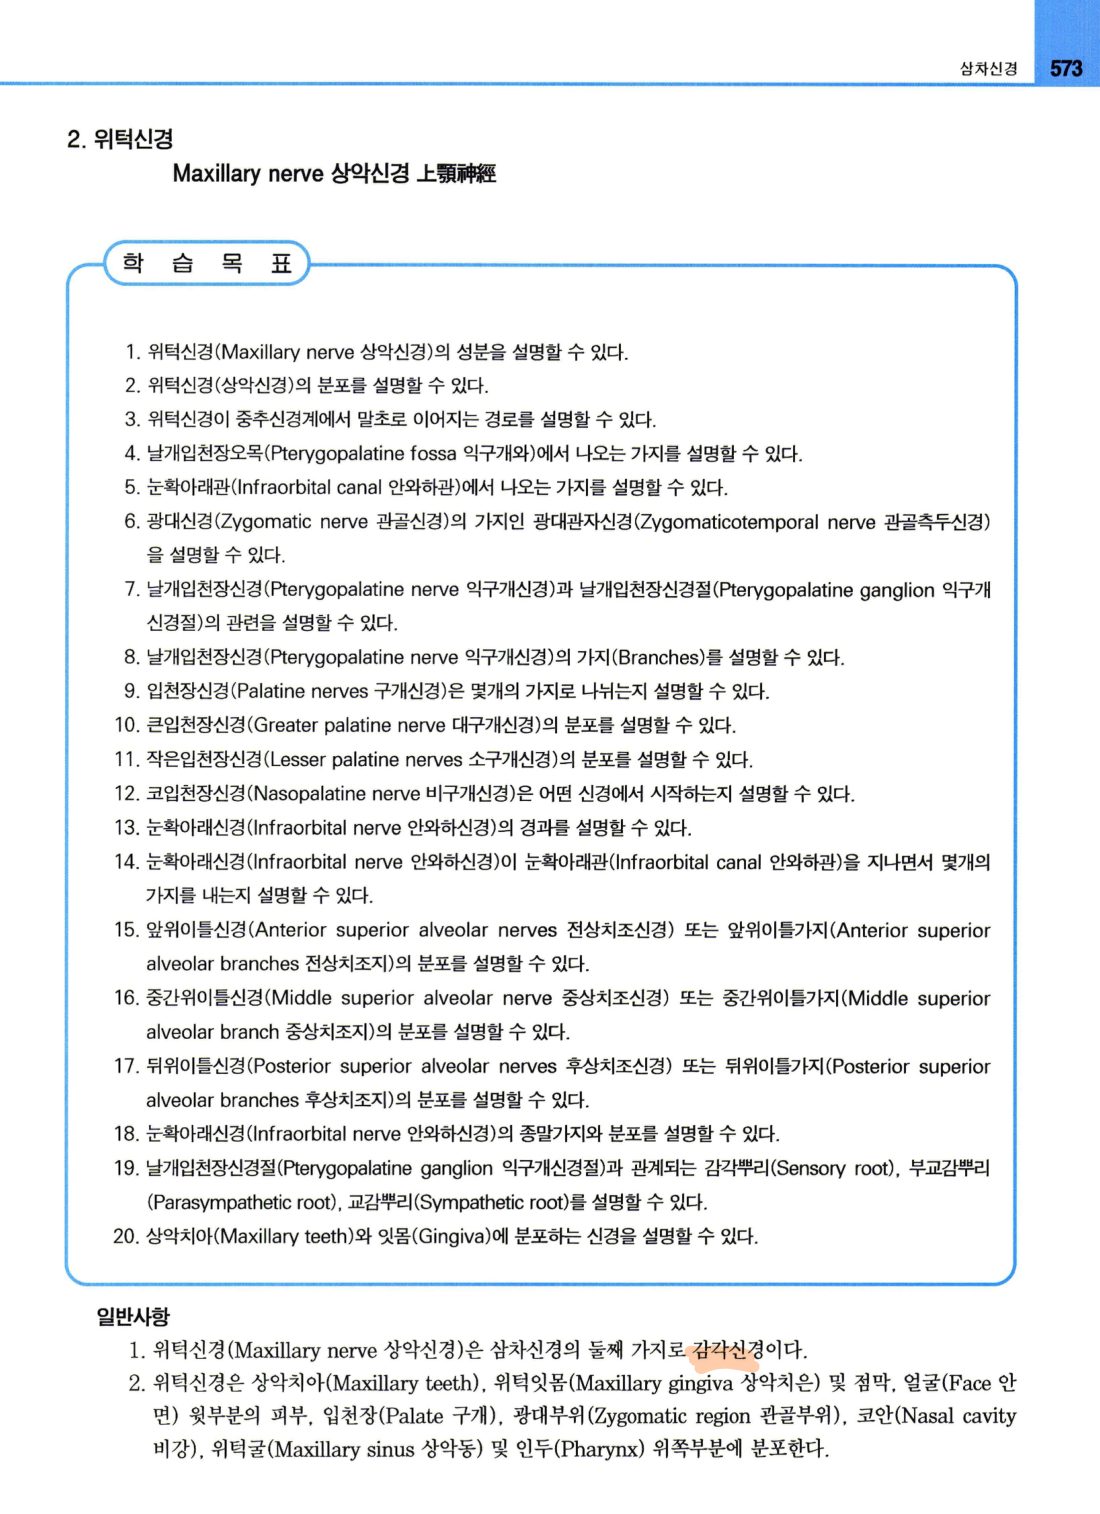 삼차신경 573
2. 위턱신경
Maxillary nerve 상악신경 上顎神經
학 습 목 표
1. 위턱신경(Maxillary nerve 상악신경)의 성분을 설명할 수 있다.
2. 위턱신경(상악신경)의 분포를 설명할 수 있다.
3. 위턱신경이 중추신경계에서 말초로 이어지는 경로를 설명할 수 있다.
4. 날개입천장오목(Pterygopalatine fossa 익구개와)에서 나오는 가지를 설명할 수 있다.
5. 눈확아래관(Infraorbital canal 안와하관)에서 나오는 가지를 설명할 수 있다.
6. 광대신경(Zygomatic nerve 관골신경)의 가지인 광대관자신경(Zygomaticotemporal nerve 관골측두신경)
을 설명할 수 있다.
7. 날개입천장신경(Pterygopalatine nerve 익구개신경)과 날개입천장신경절(Pterygopalatine ganglion 익구개
신경절)의 관련을 설명할 수 있다.
8. 날개입천장신경(Pterygopalatine nerve 익구개신경)의 가지(Branches)를 설명할 수 있다.
9. 입천장신경(Palatine nerves 구개신경)은 몇개의 가지로 나뉘는지 설명할 수 있다.
10. 큰입천장신경(Greater palatine nerve 대구개신경)의 분포를 설명할 수 있다.
11. 작은입천장신경(Lesser palatine nerves 소구개신경)의 분포를 설명할 수 있다.
12. 코입천장신경(Nasopalatine nerve 비구개신경)은 어떤 신경에서 시작하는지 설명할 수 있다.
13. 눈확아래신경(Infraorbital nerve 안와하신경)의 경과를 설명할 수 있다.
14. 눈확아래신경(Infraorbital nerve 안와하신경)이 눈확아래관(Infraorbital canal 안와하관)을 지나면서 몇개의
가지를 내는지 설명할 수 있다.
15. 앞위이틀신경(Anterior superior alveolar nerves 전상치조신경) 또는 앞위이틀가지(Anterior superior
alveolar branches 전상치조지)의 분포를 설명할 수 있다.
16. 중간위이틀신경(Middle superior alveolar nerve 중상치조신경) 또는 중간위이틀가지(Middle superior
alveolar branch 중상치조지)의 분포를 설명할 수 있다.
17. 뒤위이틀신경(Posterior superior alveolar nerves 후상치조신경) 또는 뒤위이틀가지(Posterior superior
alveolar branches 후상치조지)의 분포를 설명할 수 있다.
18. 눈확아래신경(Infraorbital nerve 안와하신경)의 종말가지와 분포를 설명할 수 있다.
19. 날개입천장신경절(Pterygopalatine ganglion 익구개신경절)과 관계되는 감각뿌리(Sensory root), 부교감뿌리
(Parasympathetic root), 교감뿌리(Sympathetic root)를 설명할 수 있다.
20. 상악치아(Maxillary teeth)와 잇몸(Gingiva)에 분포하는 신경을 설명할 수 있다.
일반사항
1. 위턱신경(Maxillary nerve 상악신경)은 삼차신경의 둘째 가지로 감각신경이다.
2. 위턱신경은 상악치아(Maxillary teeth), 위턱잇몸(Maxillary gingiva 상악치은) 및 점막, 얼굴(Face 안
면) 윗부분의 피부, 입천장(Palate 구개), 광대부위(Zygomatic region 관골부위), 코안(Nasal cavity
비강), 위턱굴(Maxillary sinus 상악동) 및 인두(Pharynx) 위쪽부분에 분포한다.